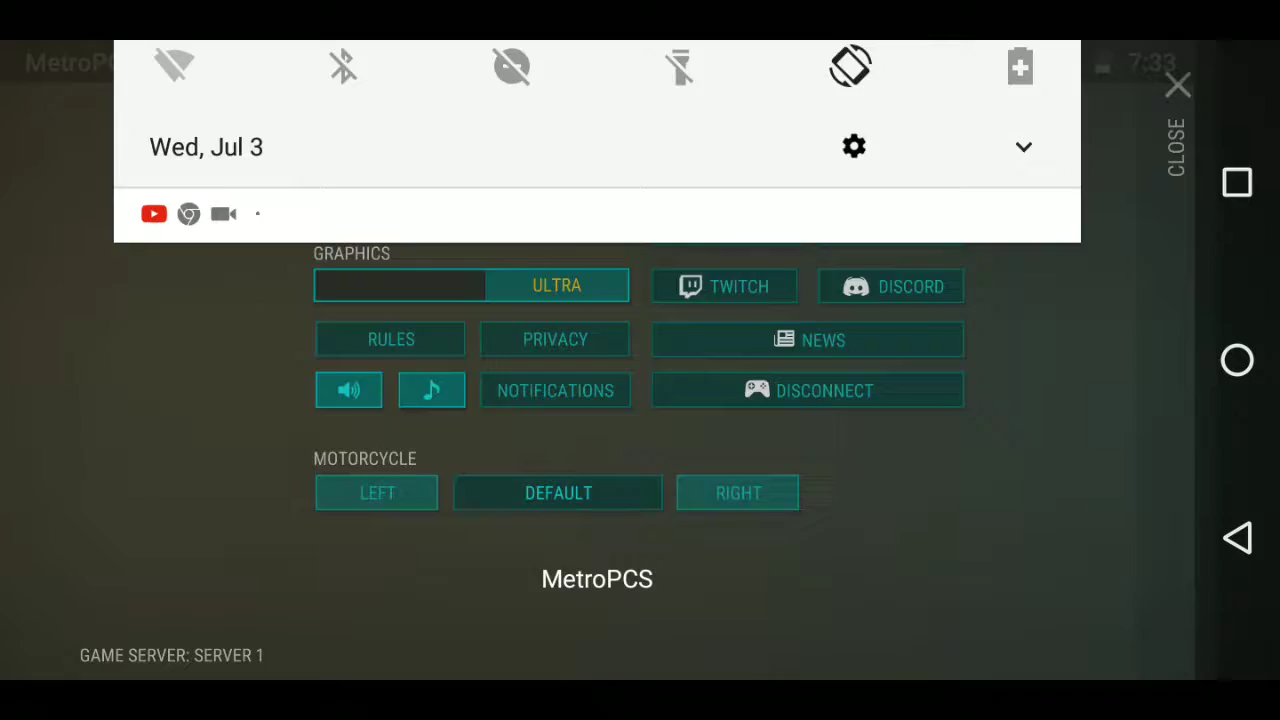 MetroPC
7:33
CLOSE
Wed, Jul 3
GRAPHICS
ULTRA
TWITCH
DISCORD
RULES
PRIVACY
NEWS
NOTIFICATIONS
DISCONNECT
MOTORCYCLE
LEFT
DEFAULT
RIGHT
MetroPCS
GAME SERVER: SERVER 1